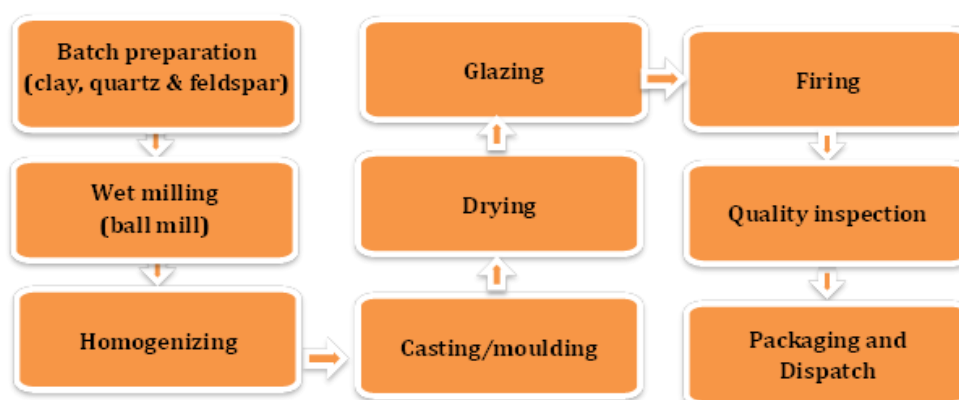 Batch preparation
(clay, quartz & feldspar)
Wet milling
(ball mill)
Homogenizing
Casting/moulding
Drying
Glazing
Firing
Quality inspection
Packaging and
Dispatch